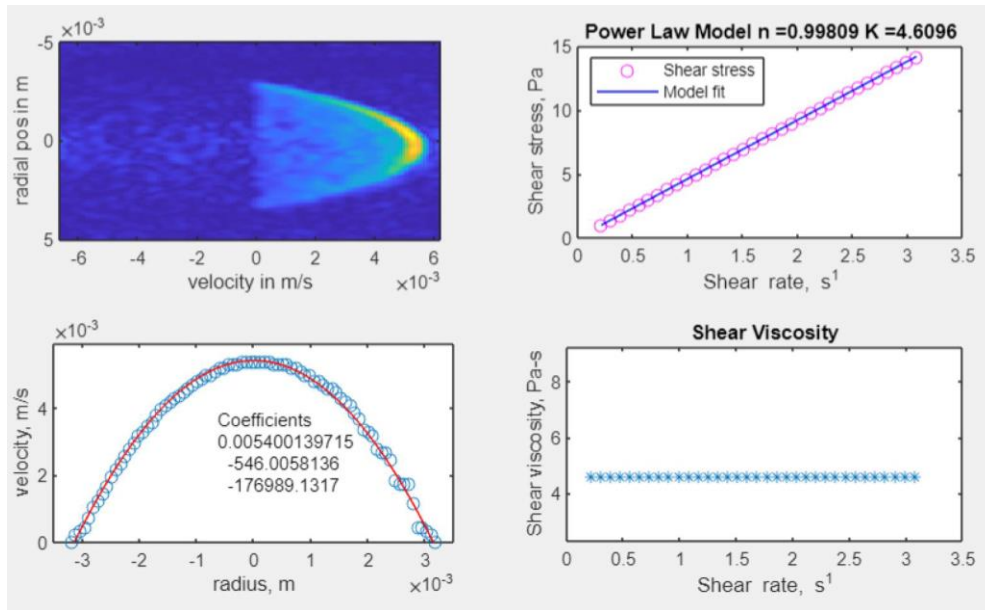 -5 ×10-3
0
5
radial pos in m
-6 -4 -2 0 2 4 6
velocity in m/s ×10-3
Power Law Model n =0.99809 K =4.6096
15
10
5
0
Shear stress, Pa
Shear stress
Model fit
0 0.5 1 1.5 2 2.5 3 3.5
Shear rate, s1
×10-3
4
2
0
velocity, m/s
Coefficients
0.005400139715
-546.0058136
-176989.1317
-3 -2 -1 0 1 2 3
radius, m ×10-3
Shear Viscosity
8
6
4
Shear viscosity, Pa-s
0 0.5 1 1.5 2 2.5 3 3.5
Shear rate, s1